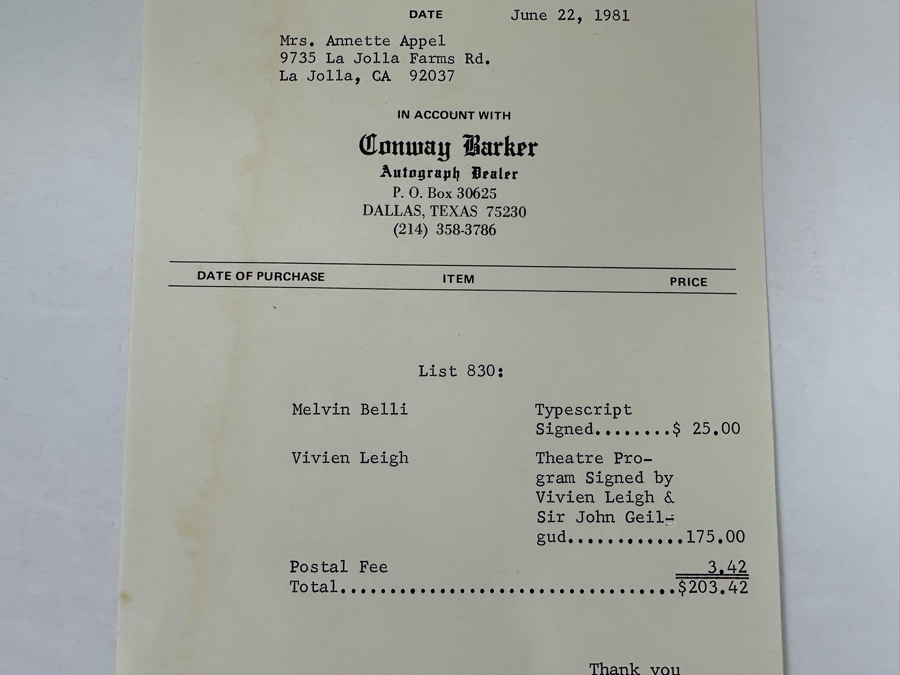 DATE June 22, 1981
Mrs. Annette Appel
9735 La Jolla Farms Rd.
La Jolla, CA 92037
IN ACCOUNT WITH
Conway Barker
Autograph Dealer
P. O. Box 30625
DALLAS, TEXAS 75230
(214) 358-3786
DATE OF PURCHASE ITEM PRICE
List 830:
Melvin Belli Typescript
Signed........$ 25.00
Vivien Leigh Theatre Pro-
gram Signed by
Vivien Leigh &
Sir John Geil-
gud............175.00
Postal Fee 3.42
Total..................................$203.42
Thank you